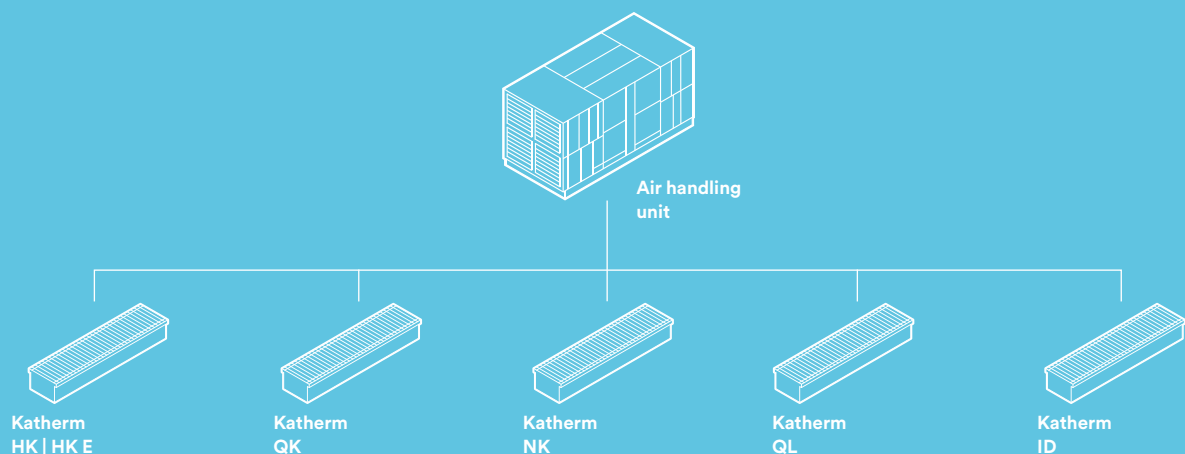 Air handling
unit
Katherm
HK | HK E
Katherm
QK
Katherm
NK
Katherm
QL
Katherm
ID